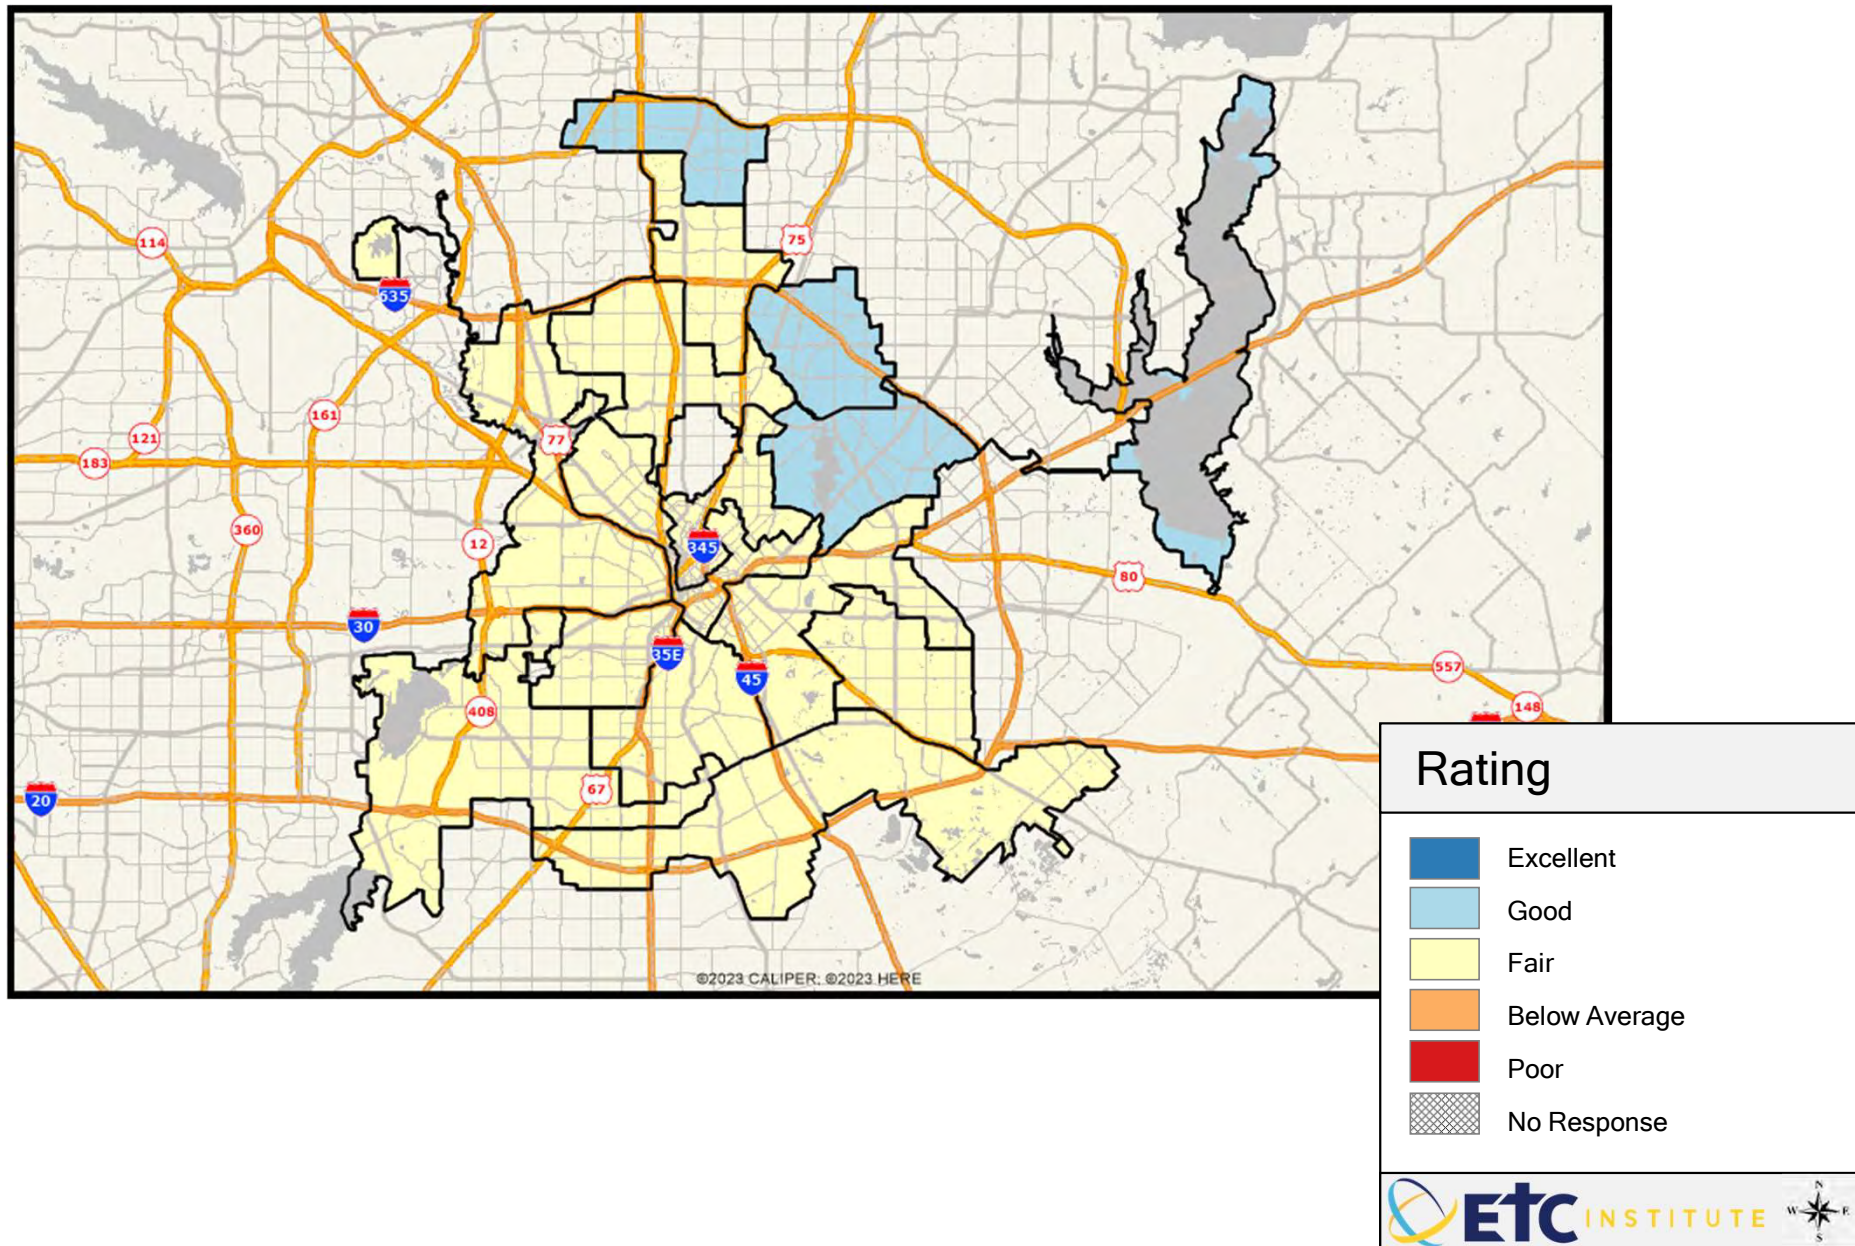 114
75
635
161
121
77
183
360
12
345
80
30
35E
45
557
408
148
67
20
©2023 CALIPER; ©2023 HERE
Rating
Excellent
Good
Fair
Below Average
Poor
No Response
ETC INSTITUTE
N
W E
S